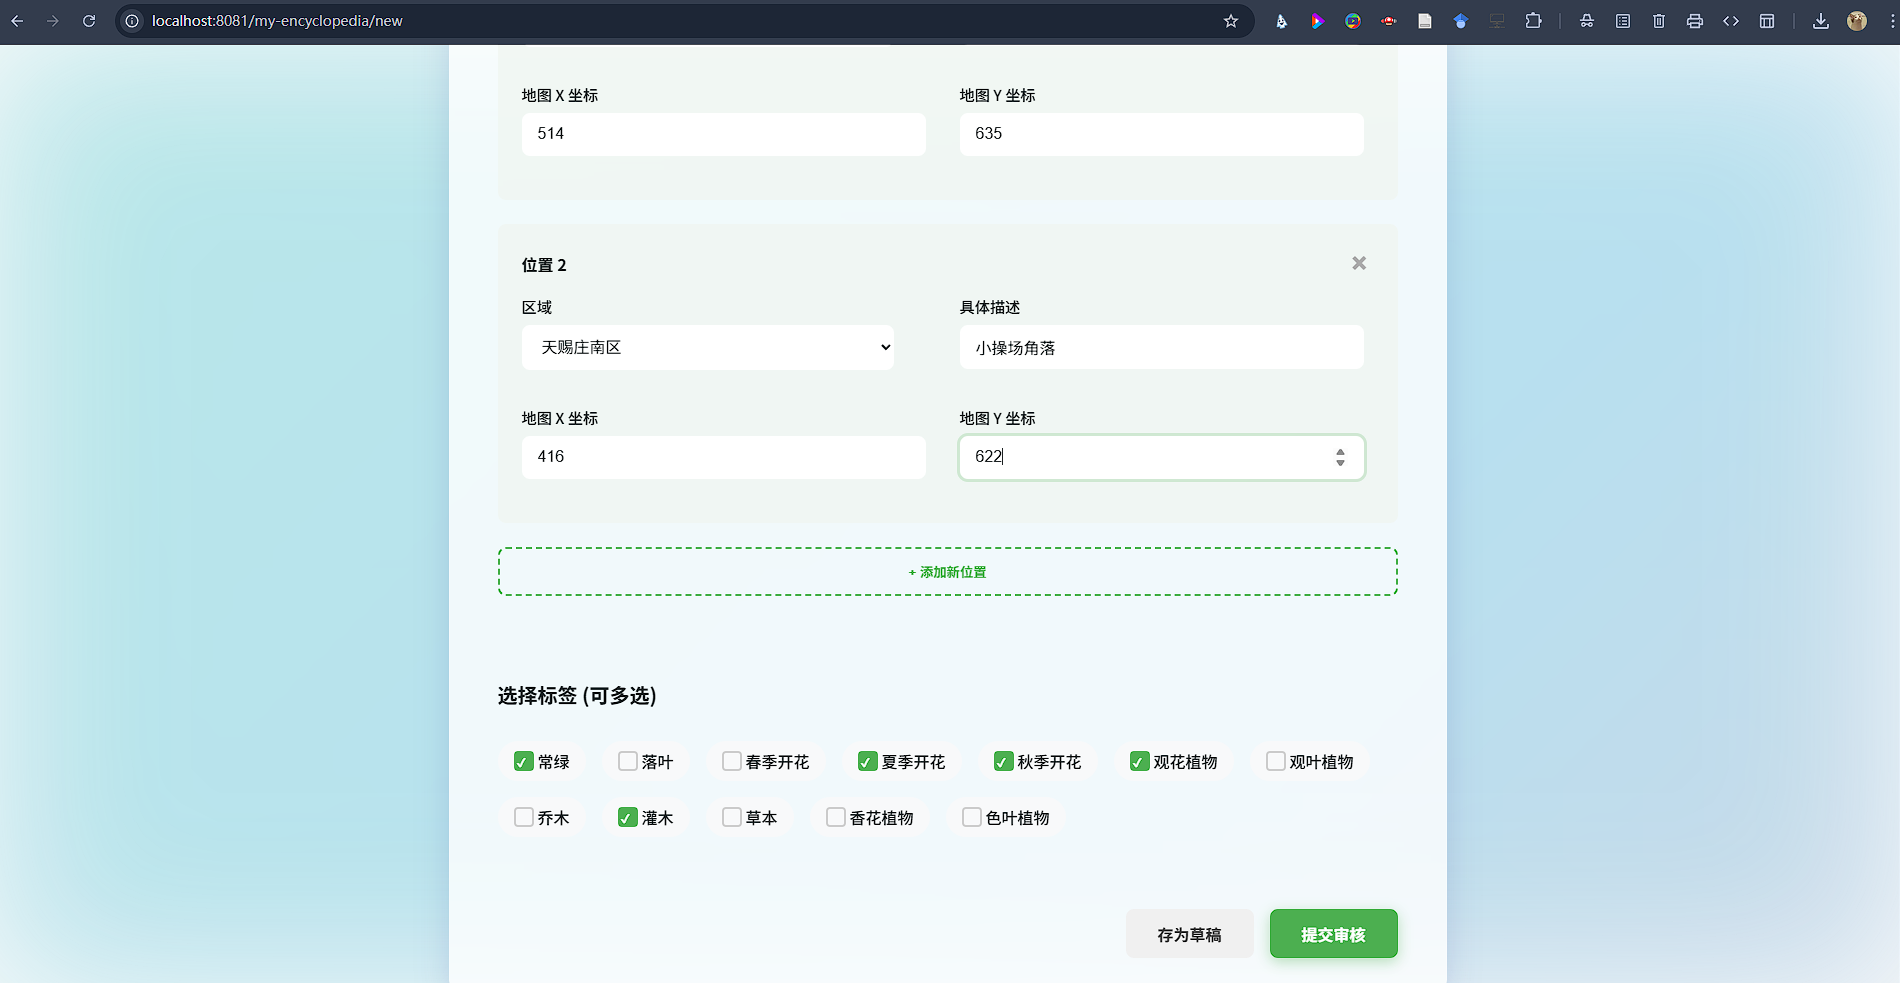 localhost:8081/my-encyclopedia/new
地图 X 坐标 地图 Y 坐标
514 635
位置 2
区域 具体描述
天赐庄南区 小操场角落
地图 X 坐标 地图 Y 坐标
416 622
+ 添加新位置
选择标签 (可多选)
常绿 落叶 春季开花 夏季开花 秋季开花 观花植物 观叶植物
乔木 灌木 草本 香花植物 色叶植物
存为草稿 提交审核